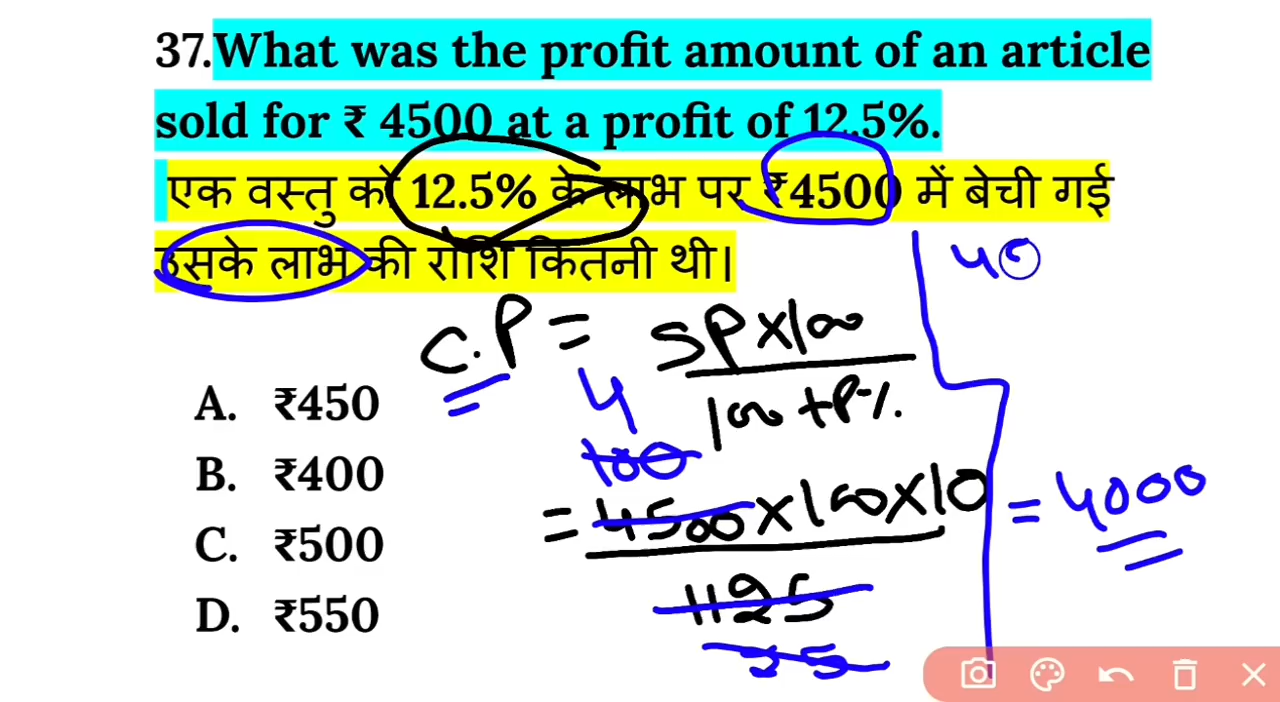 37.What was the profit amount of an article
sold for ₹ 4500 at a profit of 12.5%.
एक वस्तु को 12.5% के लाभ पर ₹4500 में बेची गई
उसके लाभ की राशि कितनी थी।
40
C.P = SP×100
100+P%
4
100
= 4500×100×10 = 4000
1125
A. ₹450
B. ₹400
C. ₹500
D. ₹550